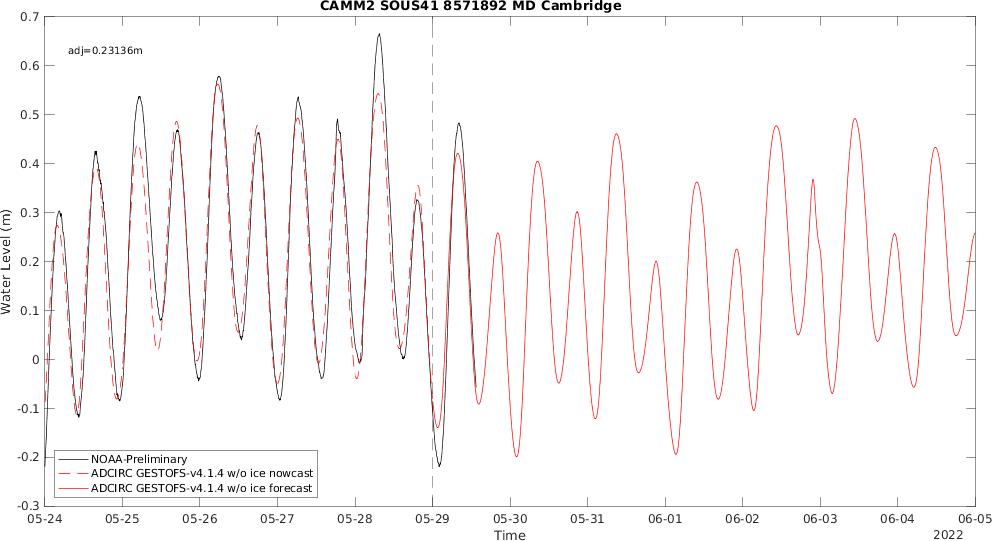 CAMM2 SOUS41 8571892 MD Cambridge
0.7
adj=0.23136m
0.6
0.5
0.4
0.3
0.2
0.1
0
-0.1
-0.2
-0.3
Water Level (m)
NOAA-Preliminary
ADCIRC GESTOFS-v4.1.4 w/o ice nowcast
ADCIRC GESTOFS-v4.1.4 w/o ice forecast
05-24 05-25 05-26 05-27 05-28 05-29 05-30 05-31 06-01 06-02 06-03 06-04 06-05
Time
2022